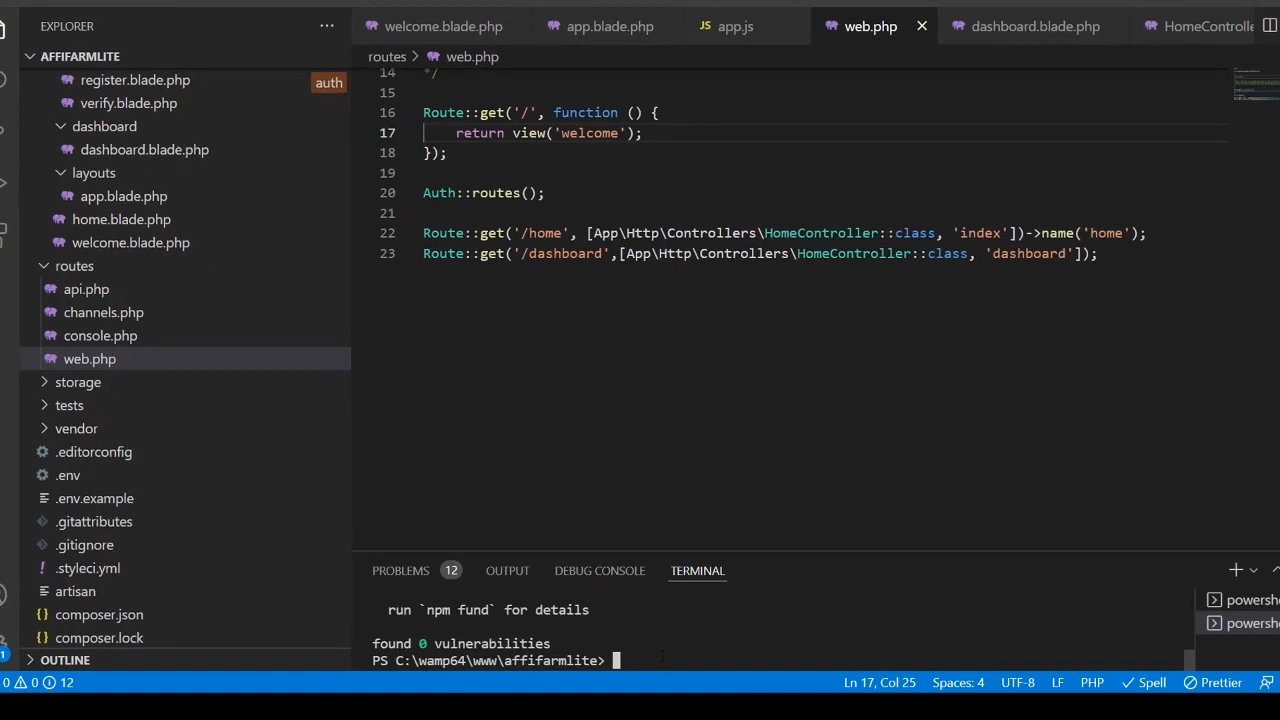 EXPLORER
AFFIFARMLITE
register.blade.php
auth
verify.blade.php
dashboard
dashboard.blade.php
layouts
app.blade.php
home.blade.php
welcome.blade.php
routes
api.php
channels.php
console.php
web.php
storage
tests
vendor
.editorconfig
.env
.env.example
.gitattributes
.gitignore
.styleci.yml
artisan
{} composer.json
{} composer.lock
OUTLINE
welcome.blade.php app.blade.php JS app.js web.php dashboard.blade.php HomeControlle
routes > web.php
14 */
15
16 Route::get('/', function () {
17 return view('welcome');
18 });
19
20 Auth::routes();
21
22 Route::get('/home', [App\Http\Controllers\HomeController::class, 'index'])->name('home');
23 Route::get('/dashboard',[App\Http\Controllers\HomeController::class, 'dashboard']);
PROBLEMS 12 OUTPUT DEBUG CONSOLE TERMINAL
run `npm fund` for details
found 0 vulnerabilities
PS C:\wamp64\www\affifarmlite>
powershe
powershe
1
0 0 12 Ln 17, Col 25 Spaces: 4 UTF-8 LF PHP Spell Prettier